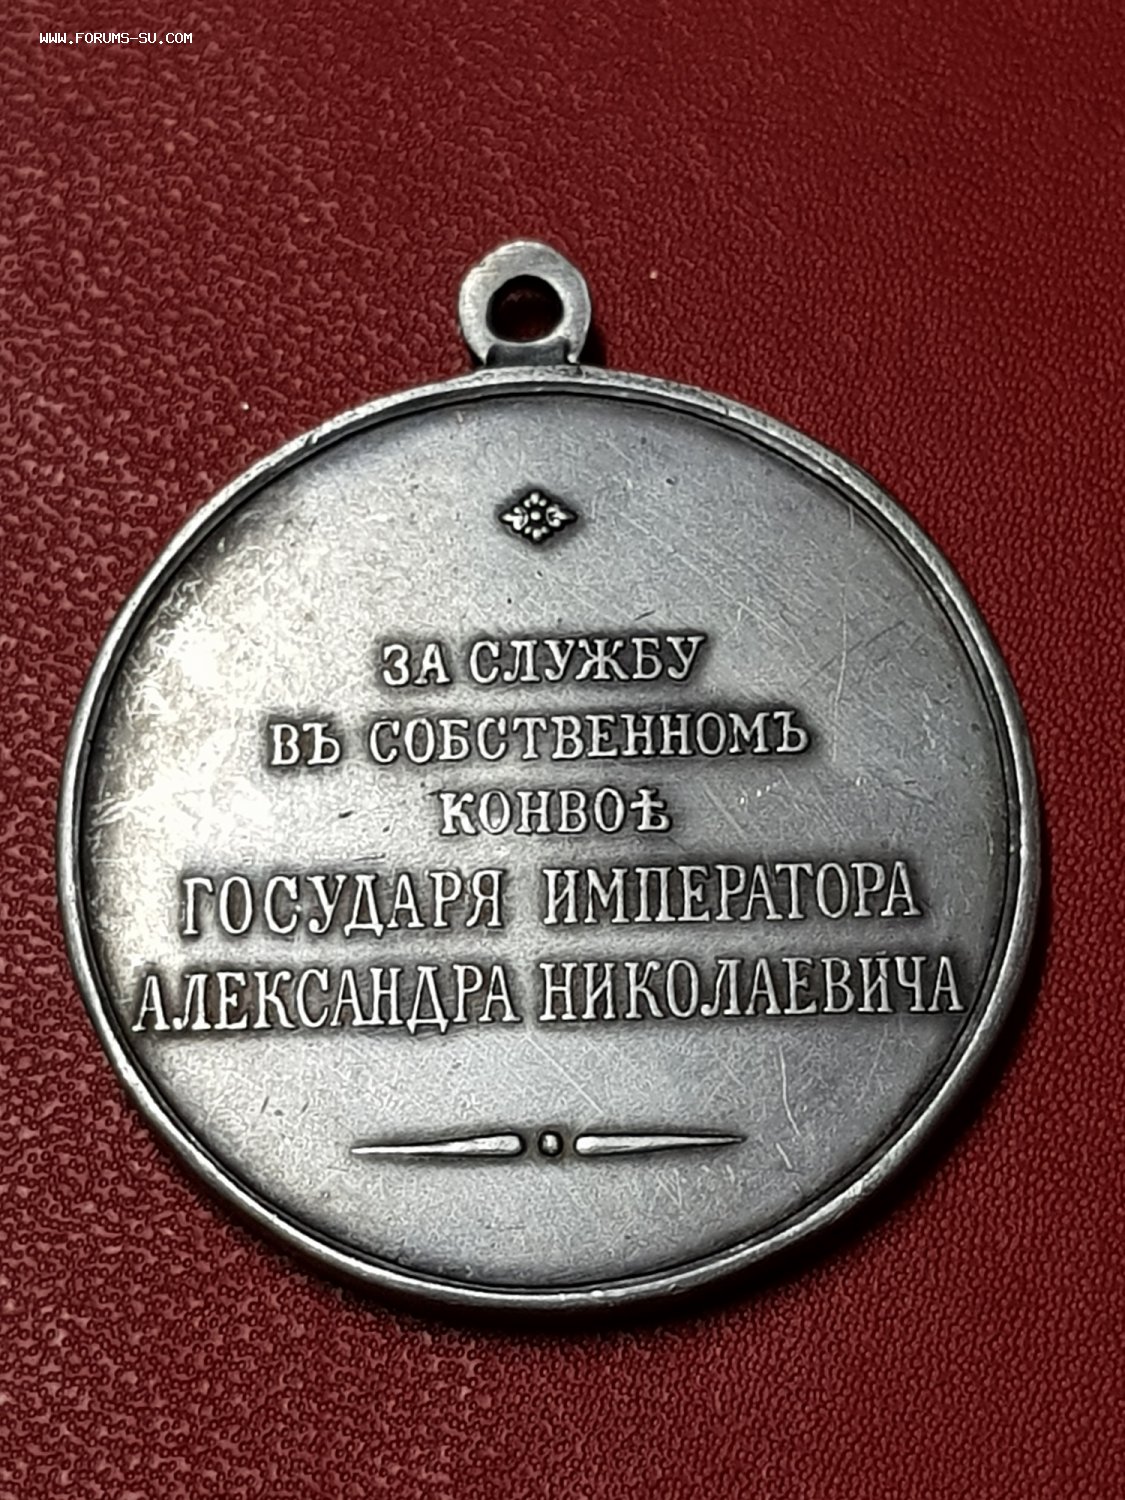 WWW.FORUMS-SU.COM
ЗА СЛУЖБУ
ВЪ СОБСТВЕННОМЪ
КОНВОѢ
ГОСУДАРЯ ИМПЕРАТОРА
АЛЕКСАНДРА НИКОЛАЕВИЧА